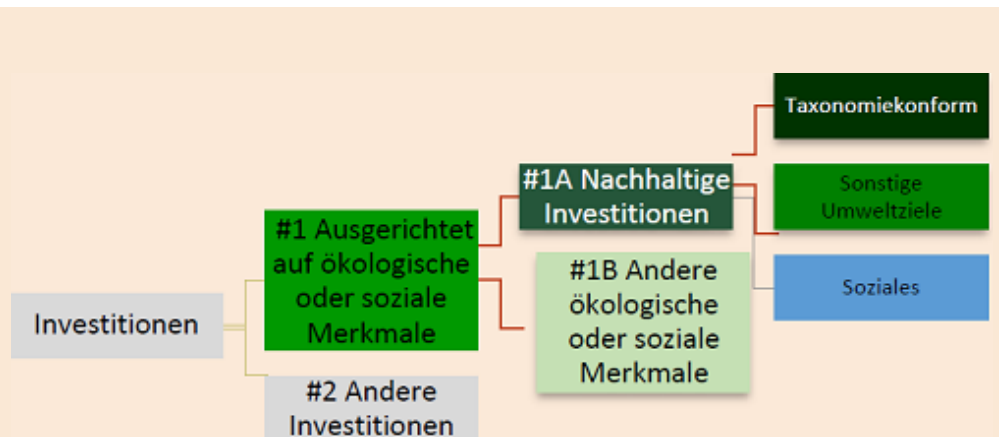 Investitionen
#1 Ausgerichtet
auf ökologische
oder soziale
Merkmale
#2 Andere
Investitionen
#1A Nachhaltige
Investitionen
#1B Andere
ökologische
oder soziale
Merkmale
Taxonomiekonform
Sonstige
Umweltziele
Soziales